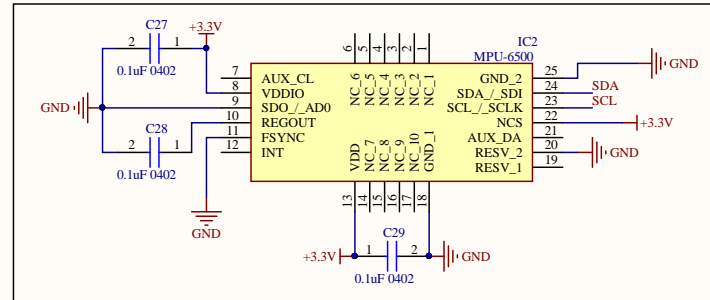 C27
+3.3V
2
1
0.1uF 0402
GND
C28
2
1
0.1uF 0402
GND
IC2
MPU-6500
6
5
4
3
2
1
NC_6
NC_5
NC_4
NC_3
NC_2
NC_1
7 AUX_CL
8 VDDIO
9 SDO_/_AD0
10 REGOUT
11 FSYNC
12 INT
GND_2 25
SDA_/_SDI 24
SCL_/_SCLK 23
NCS 22
AUX_DA 21
RESV_2 20
RESV_1 19
GND
SDA
SCL
+3.3V
GND
VDD
NC_7
NC_8
NC_9
NC_10
GND_1
13
14
15
16
17
18
C29
+3.3V
1
2
GND
0.1uF 0402